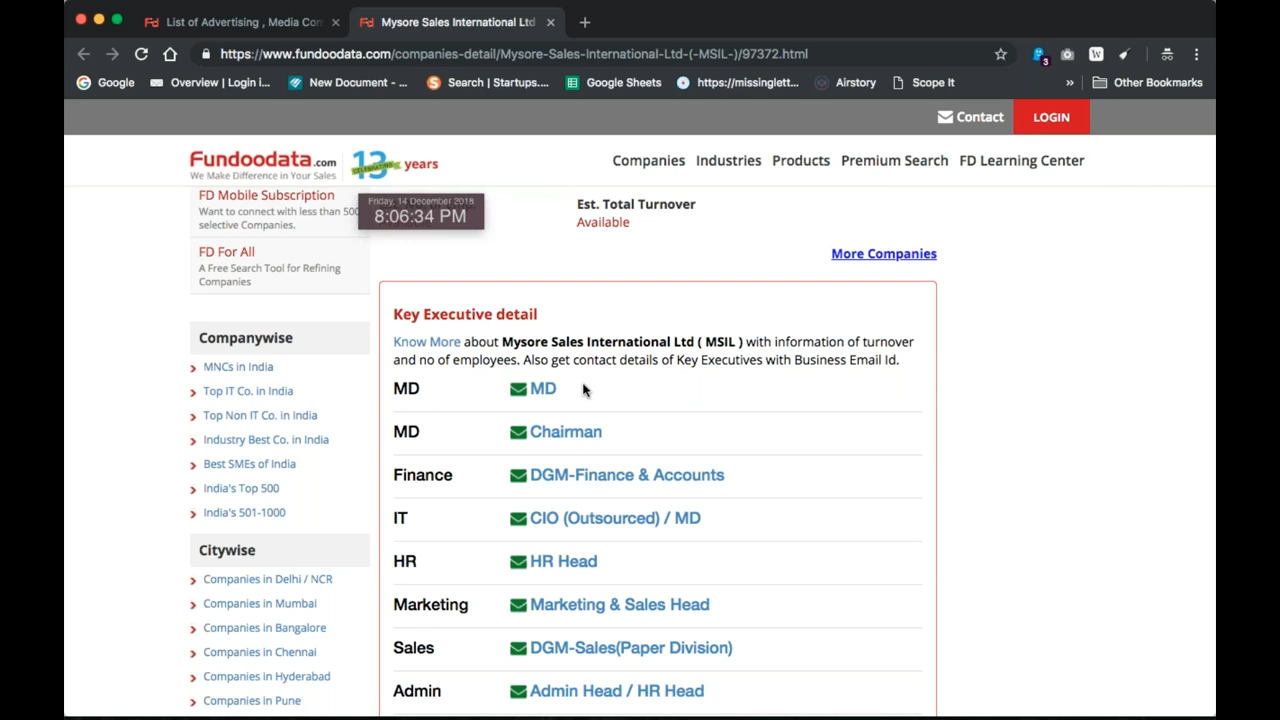 List of Advertising , Media Con
Mysore Sales International Ltd
https://www.fundoodata.com/companies-detail/Mysore-Sales-International-Ltd-(-MSIL-)/97372.html
3
W
Google
Overview | Login i...
New Document - ...
Search | Startups....
Google Sheets
https://missinglett...
Airstory
Scope It
»
Other Bookmarks
Contact
LOGIN
Fundoodata.com
We Make Difference in Your Sales
13
CELEBRATING
years
Companies
Industries
Products
Premium Search
FD Learning Center
FD Mobile Subscription
Want to connect with less than 500
selective Companies.
Friday, 14 December 2018
8:06:34 PM
Est. Total Turnover
Available
FD For All
A Free Search Tool for Refining
Companies
More Companies
Companywise
MNCs in India
Top IT Co. in India
Top Non IT Co. in India
Industry Best Co. in India
Best SMEs of India
India's Top 500
India's 501-1000
Citywise
Companies in Delhi / NCR
Companies in Mumbai
Companies in Bangalore
Companies in Chennai
Companies in Hyderabad
Companies in Pune
Key Executive detail
Know More about Mysore Sales International Ltd ( MSIL ) with information of turnover
and no of employees. Also get contact details of Key Executives with Business Email Id.
MD MD
MD Chairman
Finance DGM-Finance & Accounts
IT CIO (Outsourced) / MD
HR HR Head
Marketing Marketing & Sales Head
Sales DGM-Sales(Paper Division)
Admin Admin Head / HR Head